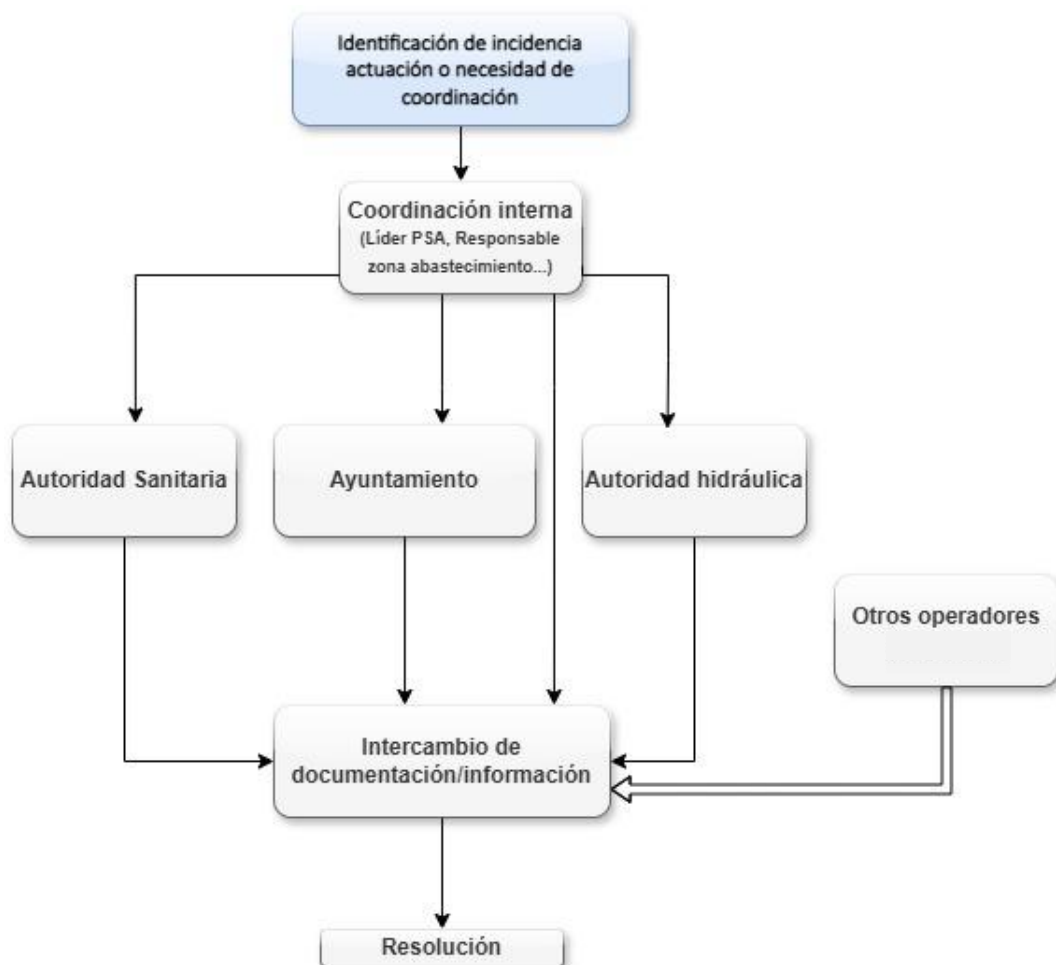 Identificación de incidencia
actuación o necesidad de
coordinación
Coordinación interna
(Líder PSA, Responsable
zona abastecimiento...)
Autoridad Sanitaria
Ayuntamiento
Autoridad hidráulica
Otros operadores
Intercambio de
documentación/información
Resolución